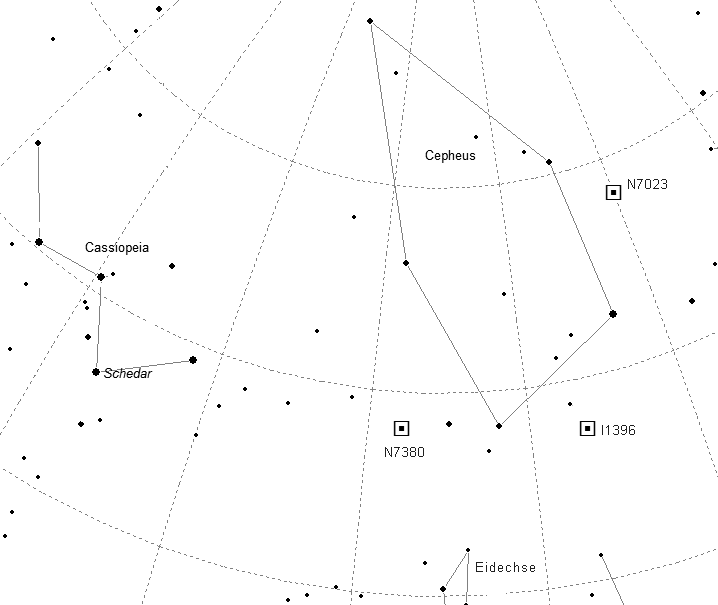 Cepheus
N7023
Cassiopeia
Schedar
I1396
N7380
Eidechse